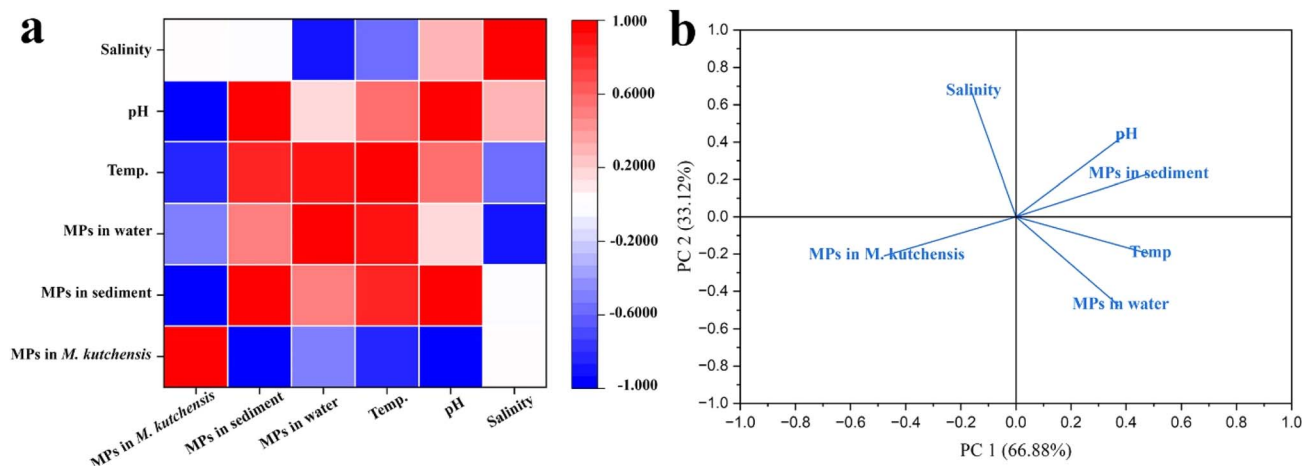 a
Salinity
pH
Temp.
MPs in water
MPs in sediment
MPs in M. kutchensis
MPs in M. kutchensis
MPs in sediment
MPs in water
Temp.
pH
Salinity
1.000
0.6000
0.2000
-0.2000
-0.6000
-1.000
b
PC 2 (33.12%)
1.0
0.8
0.6
0.4
0.2
0.0
−0.2
−0.4
−0.6
−0.8
−1.0
Salinity
pH
MPs in sediment
MPs in M. kutchensis
Temp
MPs in water
−1.0 −0.8 −0.6 −0.4 −0.2 0.0 0.2 0.4 0.6 0.8 1.0
PC 1 (66.88%)